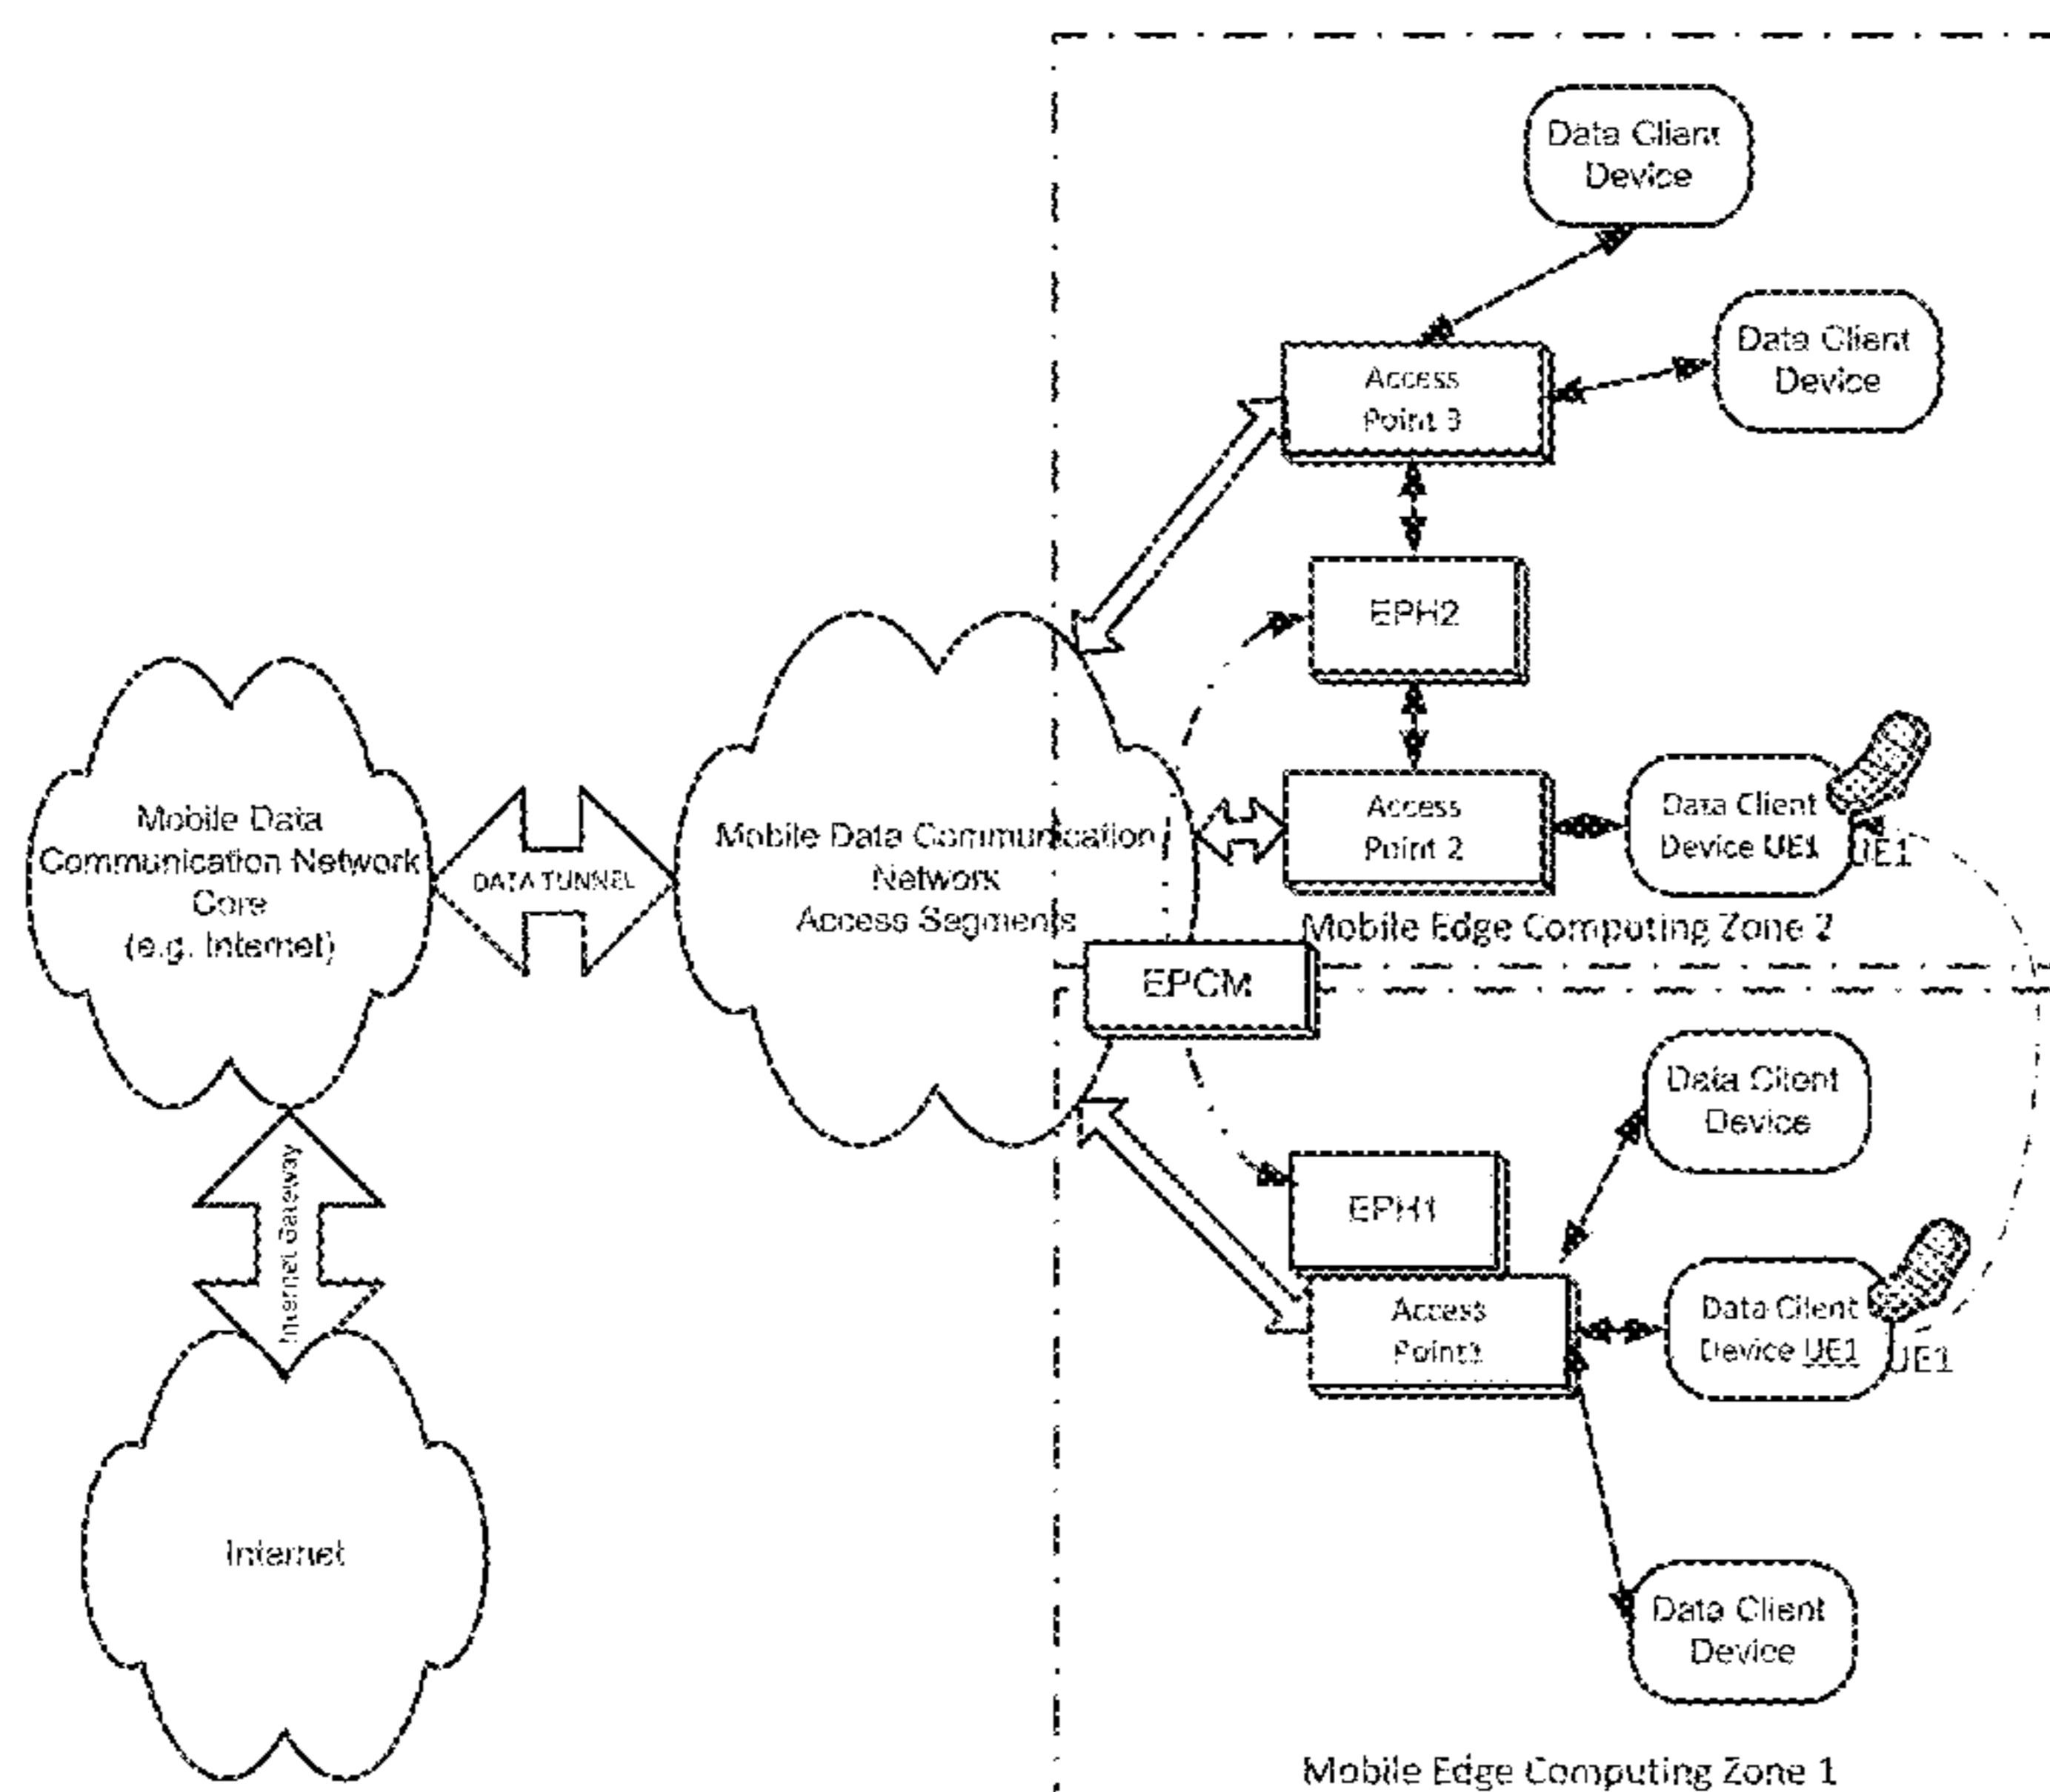 Data Client
Device
Data Client
Device
Access
Point 3
EPH2
Access
Point 2
Data Client
Device UE1
UE1
Mobile Edge Computing Zone 2
Mobile Data
Communication Network
Core
(e.g. Internet)
DATA TUNNEL
Mobile Data Communication
Network
Access Segments
EPCM
Data Client
Device
EPH1
Access
Point1
Data Client
Device UE1
UE1
Internet Gateway
Internet
Data Client
Device
Mobile Edge Computing Zone 1